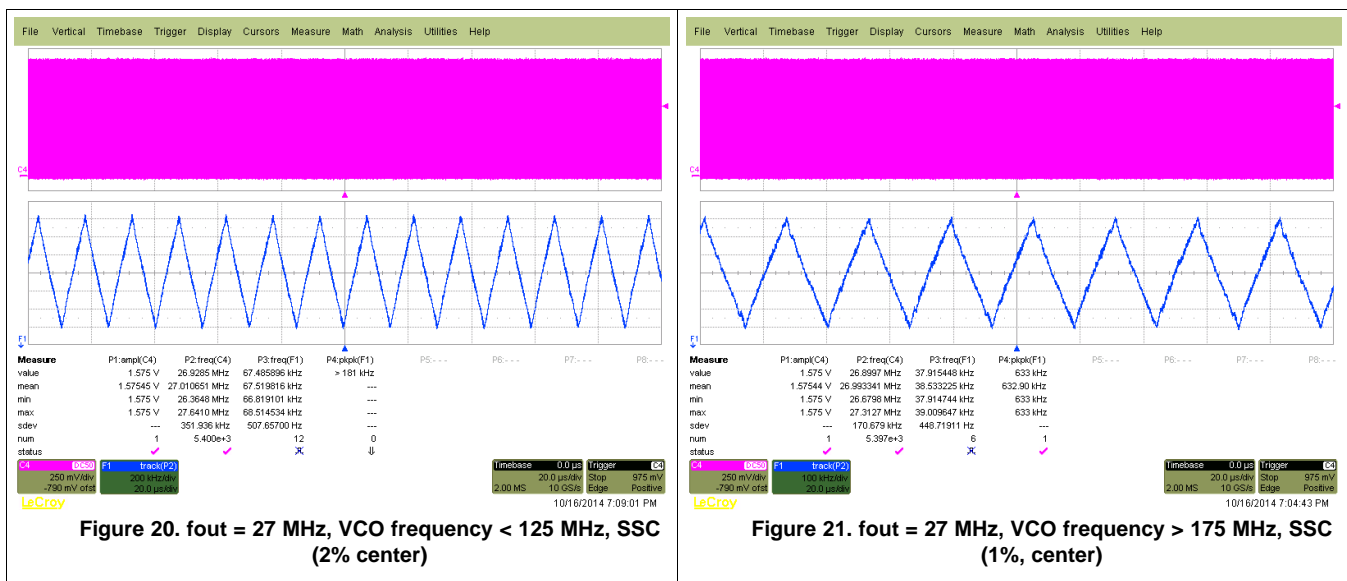 File Vertical Timebase Trigger Display Cursors Measure Math Analysis Utilities Help
C4
F1
Measure P1:ampl(C4) P2:freq(C4) P3:freq(F1) P4:pkpk(F1) P5:--- P6:--- P7:--- P8:---
value 1.575 V 26.9285 MHz 67.485896 kHz > 181 kHz
mean 1.57545 V 27.010651 MHz 67.519816 kHz ---
min 1.575 V 26.3648 MHz 66.819101 kHz ---
max 1.575 V 27.6410 MHz 68.514534 kHz ---
sdev --- 351.936 kHz 507.65700 Hz ---
num 1 5.400e+3 12 0
status
C4 DC50
250 mV/div
-790 mV ofst
F1 track(P2)
200 kHz/div
20.0 µs/div
Timebase 0.0 µs
20.0 µs/div
2.00 MS 10 GS/s
Trigger C4
Stop 975 mV
Edge Positive
LeCroy
10/16/2014 7:09:01 PM
Figure 20. fout = 27 MHz, VCO frequency < 125 MHz, SSC
(2% center)
File Vertical Timebase Trigger Display Cursors Measure Math Analysis Utilities Help
C4
F1
Measure P1:ampl(C4) P2:freq(C4) P3:freq(F1) P4:pkpk(F1) P5:--- P6:--- P7:--- P8:---
value 1.575 V 26.8997 MHz 37.915448 kHz 633 kHz
mean 1.57544 V 26.993341 MHz 38.533225 kHz 632.90 kHz
min 1.575 V 26.6798 MHz 37.914744 kHz 633 kHz
max 1.575 V 27.3127 MHz 39.009647 kHz 633 kHz
sdev --- 170.679 kHz 448.71911 Hz ---
num 1 5.397e+3 6 1
status
C4 DC50
250 mV/div
-790 mV ofst
F1 track(P2)
100 kHz/div
20.0 µs/div
Timebase 0.0 µs
20.0 µs/div
2.00 MS 10 GS/s
Trigger C4
Stop 975 mV
Edge Positive
LeCroy
10/16/2014 7:04:43 PM
Figure 21. fout = 27 MHz, VCO frequency > 175 MHz, SSC
(1%, center)